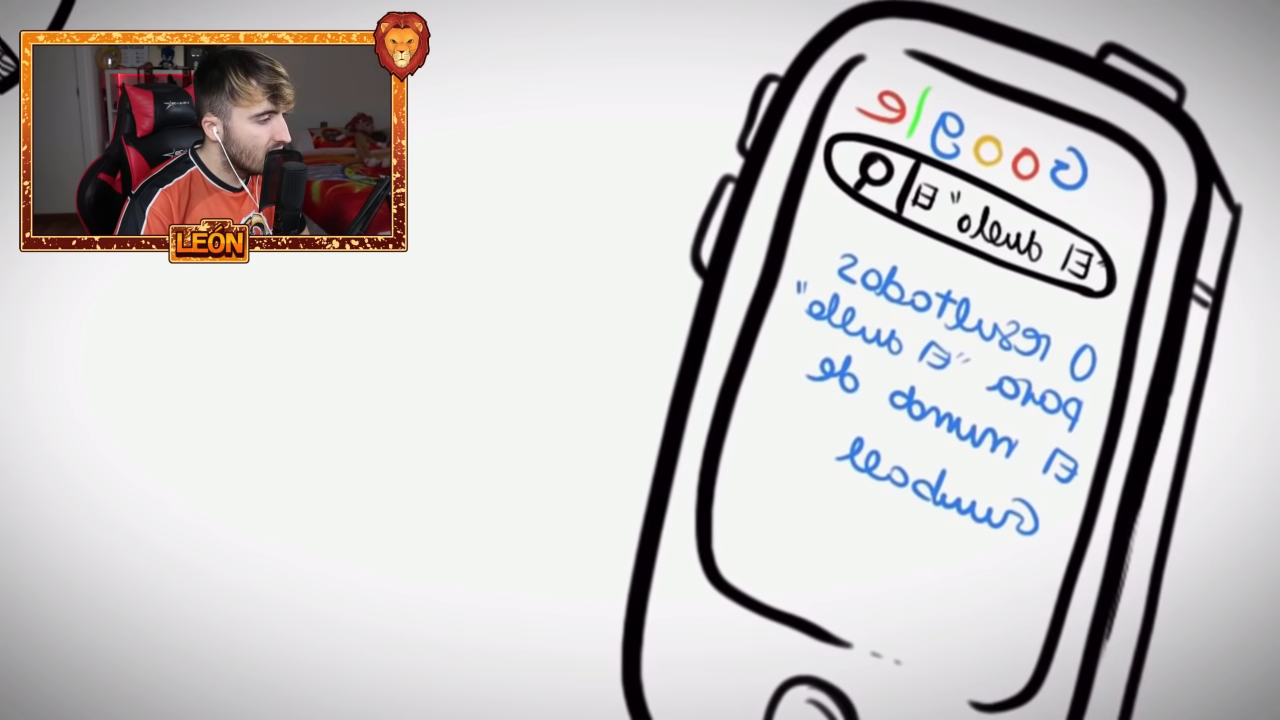 LEÓN
Google
"El duelo" El
0 resultados
para "El duelo"
El mundo de
Gumball